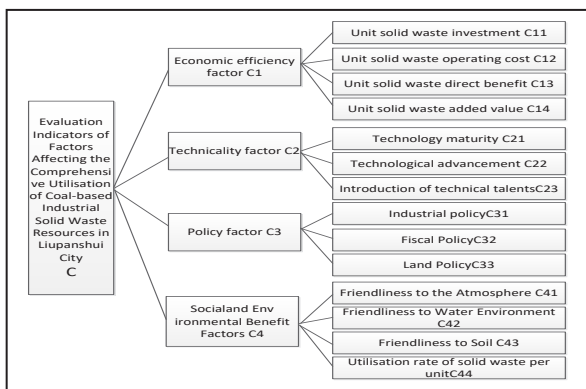 Evaluation
Indicators of
Factors
Affecting the
Comprehensi
ve Utilisation
of Coal-based
Industrial
Solid Waste
Resources in
Liupanshui
City
C
Economic efficiency
factor C1
Unit solid waste investment C11
Unit solid waste operating cost C12
Unit solid waste direct benefit C13
Unit solid waste added value C14
Technicality factor C2
Technology maturity C21
Technological advancement C22
Introduction of technical talentsC23
Policy factor C3
Industrial policyC31
Fiscal PolicyC32
Land PolicyC33
Socialand Env
ironmental Benefit
Factors C4
Friendliness to the Atmosphere C41
Friendliness to Water Environment
C42
Friendliness to Soil C43
Utilisation rate of solid waste per
unitC44